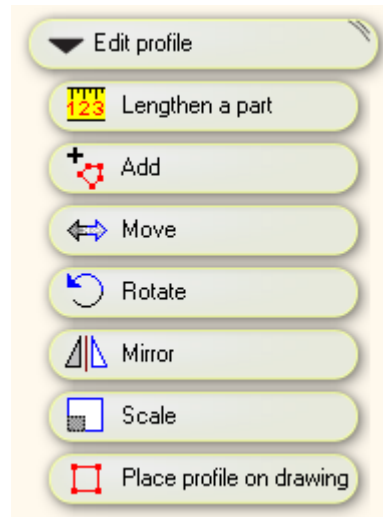 Edit profile
123 Lengthen a part
Add
Move
Rotate
Mirror
Scale
Place profile on drawing